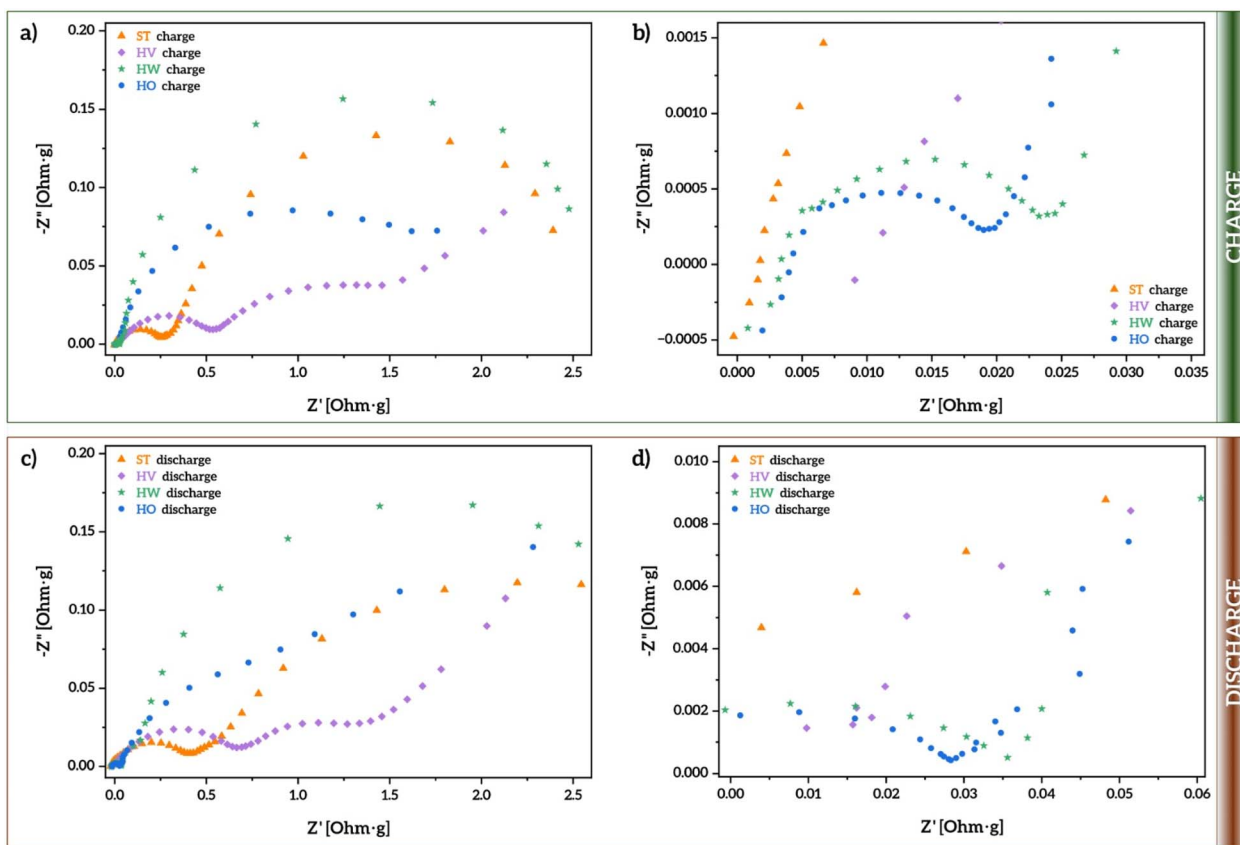 a)
ST charge
HV charge
HW charge
HO charge
0.20
0.15
0.10
0.05
0.00
-Z" [Ohm·g]
0.0 0.5 1.0 1.5 2.0 2.5
Z' [Ohm·g]
b)
0.0015
0.0010
0.0005
0.0000
−0.0005
-Z" [Ohm·g]
ST charge
HV charge
HW charge
HO charge
0.000 0.005 0.010 0.015 0.020 0.025 0.030 0.035
Z' [Ohm·g]
CHARGE
c)
ST discharge
HV discharge
HW discharge
HO discharge
0.20
0.15
0.10
0.05
0.00
-Z" [Ohm·g]
0.0 0.5 1.0 1.5 2.0 2.5
Z' [Ohm·g]
d)
ST discharge
HV discharge
HW discharge
HO discharge
0.010
0.008
0.006
0.004
0.002
0.000
-Z" [Ohm·g]
0.00 0.01 0.02 0.03 0.04 0.05 0.06
Z' [Ohm·g]
DISCHARGE